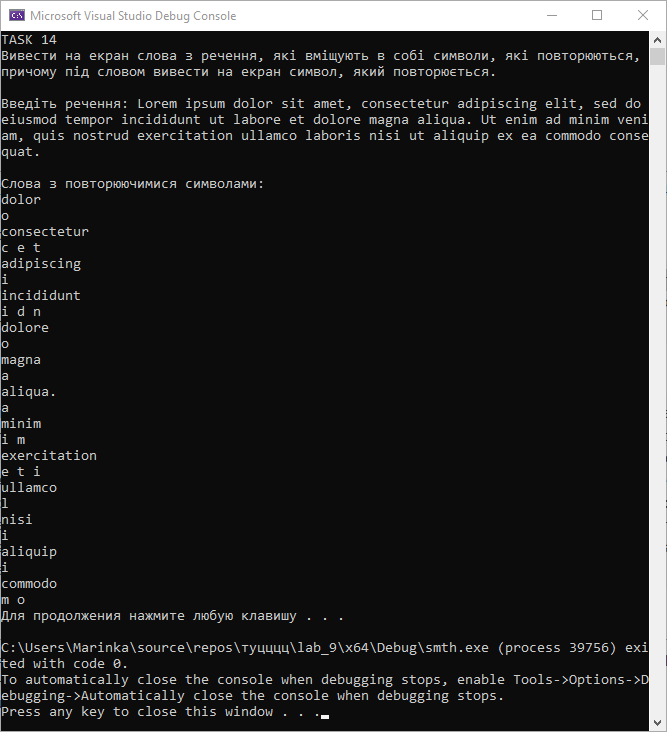 Microsoft Visual Studio Debug Console
TASK 14
Вивести на екран слова з речення, які вміщують в собі символи, які повторюються,
причому під словом вивести на екран символ, який повторюється.
Введіть речення: Lorem ipsum dolor sit amet, consectetur adipiscing elit, sed do
eiusmod tempor incididunt ut labore et dolore magna aliqua. Ut enim ad minim veni
am, quis nostrud exercitation ullamco laboris nisi ut aliquip ex ea commodo conse
quat.
Слова з повторюючимися символами:
dolor
o
consectetur
c e t
adipiscing
i
incididunt
i d n
dolore
o
magna
a
aliqua.
a
minim
i m
exercitation
e t i
ullamco
l
nisi
i
aliquip
i
commodo
m o
Для продолжения нажмите любую клавишу . . .
C:\Users\Marinka\source\repos\туцццц\lab_9\x64\Debug\smth.exe (process 39756) exi
ted with code 0.
To automatically close the console when debugging stops, enable Tools->Options->D
ebugging->Automatically close the console when debugging stops.
Press any key to close this window . . .